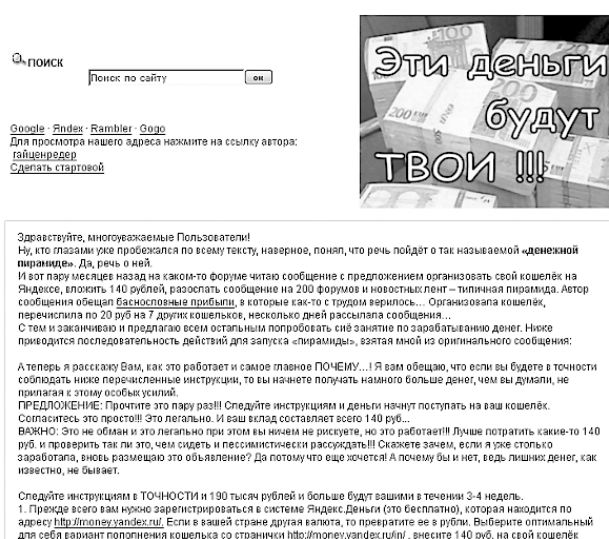 поиск
Поиск по сайту
ок
Google · Яndex · Rambler · Gogo
Для просмотра нашего адреса нажмите на ссылку автора:
гайценредер
Сделать стартовой
Эти деньги
будут
ТВОИ !!!
100
200
200 EURO
Здравствуйте, многоуважаемые Пользователи!
Ну, кто глазами уже пробежался по всему тексту, наверное, понял, что речь пойдёт о так называемой «денежной
пирамиде». Да, речь о ней.
И вот пару месяцев назад на каком-то форуме читаю сообщение с предложением организовать свой кошелёк на
Яндексе, вложить 140 рублей, разослать сообщение на 200 форумов и новостных лент – типичная пирамида. Автор
сообщения обещал баснословные прибыли, в которые как-то с трудом верилось... Организовала кошелёк,
перечислила по 20 руб на 7 других кошельков, несколько дней рассылала сообщения...
С тем и заканчиваю и предлагаю всем остальным попробовать сиё занятие по зарабатыванию денег. Ниже
приводится последовательность действий для запуска «пирамиды», взятая мной из оригинального сообщения:
А теперь я расскажу Вам, как это работает и самое главное ПОЧЕМУ...! Я вам обещаю, что если вы будете в точности
соблюдать ниже перечисленные инструкции, то вы начнете получать намного больше денег, чем вы думали, не
прилагая к этому особых усилий.
ПРЕДЛОЖЕНИЕ: Прочтите это пару раз!!! Следуйте инструкциям и деньги начнут поступать на ваш кошелёк.
Согласитесь это просто!!! Это легально. И ваш вклад составляет всего 140 руб...
ВАЖНО: Это не обман и это легально при этом вы ничем не рискуете, но это работает!!! Лучше потратить какие-то 140
руб. и проверить так ли это, чем сидеть и пессимистически рассуждать!!! Скажете зачем, если я уже столько
заработала, вновь размещаю это объявление? Да потому что еще хочется! А почему бы и нет, ведь лишних денег, как
известно, не бывает.
Следуйте инструкциям в ТОЧНОСТИ и 190 тысяч рублей и больше будут вашими в течении 3-4 недель.
1. Прежде всего вам нужно зарегистрироваться в системе Яндекс.Деньги (это бесплатно), которая находится по
адресу http://money.yandex.ru/. Если в вашей стране другая валюта, то превратите ее в рубли. Выберите оптимальный
для себя вариант пополнения кошелька со странички http://money.yandex.ru/in/ , внесите 140 руб. на свой кошелёк